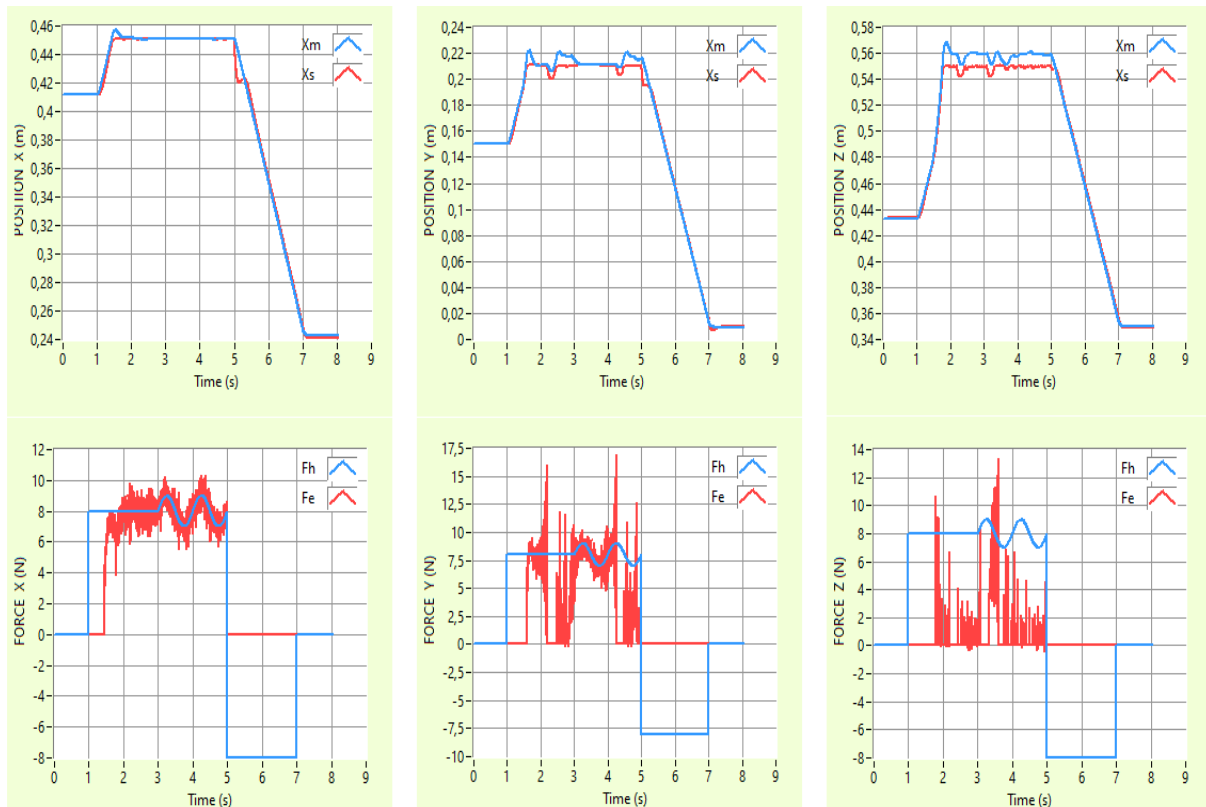 POSITION X (m)
0,46
0,44
0,42
0,4
0,38
0,36
0,34
0,32
0,3
0,28
0,26
0,24
0 1 2 3 4 5 6 7 8 9
Time (s)
Xm
Xs
POSITION Y (m)
0,24
0,22
0,2
0,18
0,16
0,14
0,12
0,1
0,08
0,06
0,04
0,02
0
0 1 2 3 4 5 6 7 8 9
Time (s)
Xm
Xs
POSITION Z (m)
0,58
0,56
0,54
0,52
0,5
0,48
0,46
0,44
0,42
0,4
0,38
0,36
0,34
0 1 2 3 4 5 6 7 8 9
Time (s)
Xm
Xs
FORCE X (N)
12
10
8
6
4
2
0
-2
-4
-6
-8
0 1 2 3 4 5 6 7 8 9
Time (s)
Fh
Fe
FORCE Y (N)
17,5
15
12,5
10
7,5
5
2,5
0
-2,5
-5
-7,5
-10
0 1 2 3 4 5 6 7 8 9
Time (s)
Fh
Fe
FORCE Z (N)
14
12
10
8
6
4
2
0
-2
-4
-6
-8
0 1 2 3 4 5 6 7 8 9
Time (s)
Fh
Fe